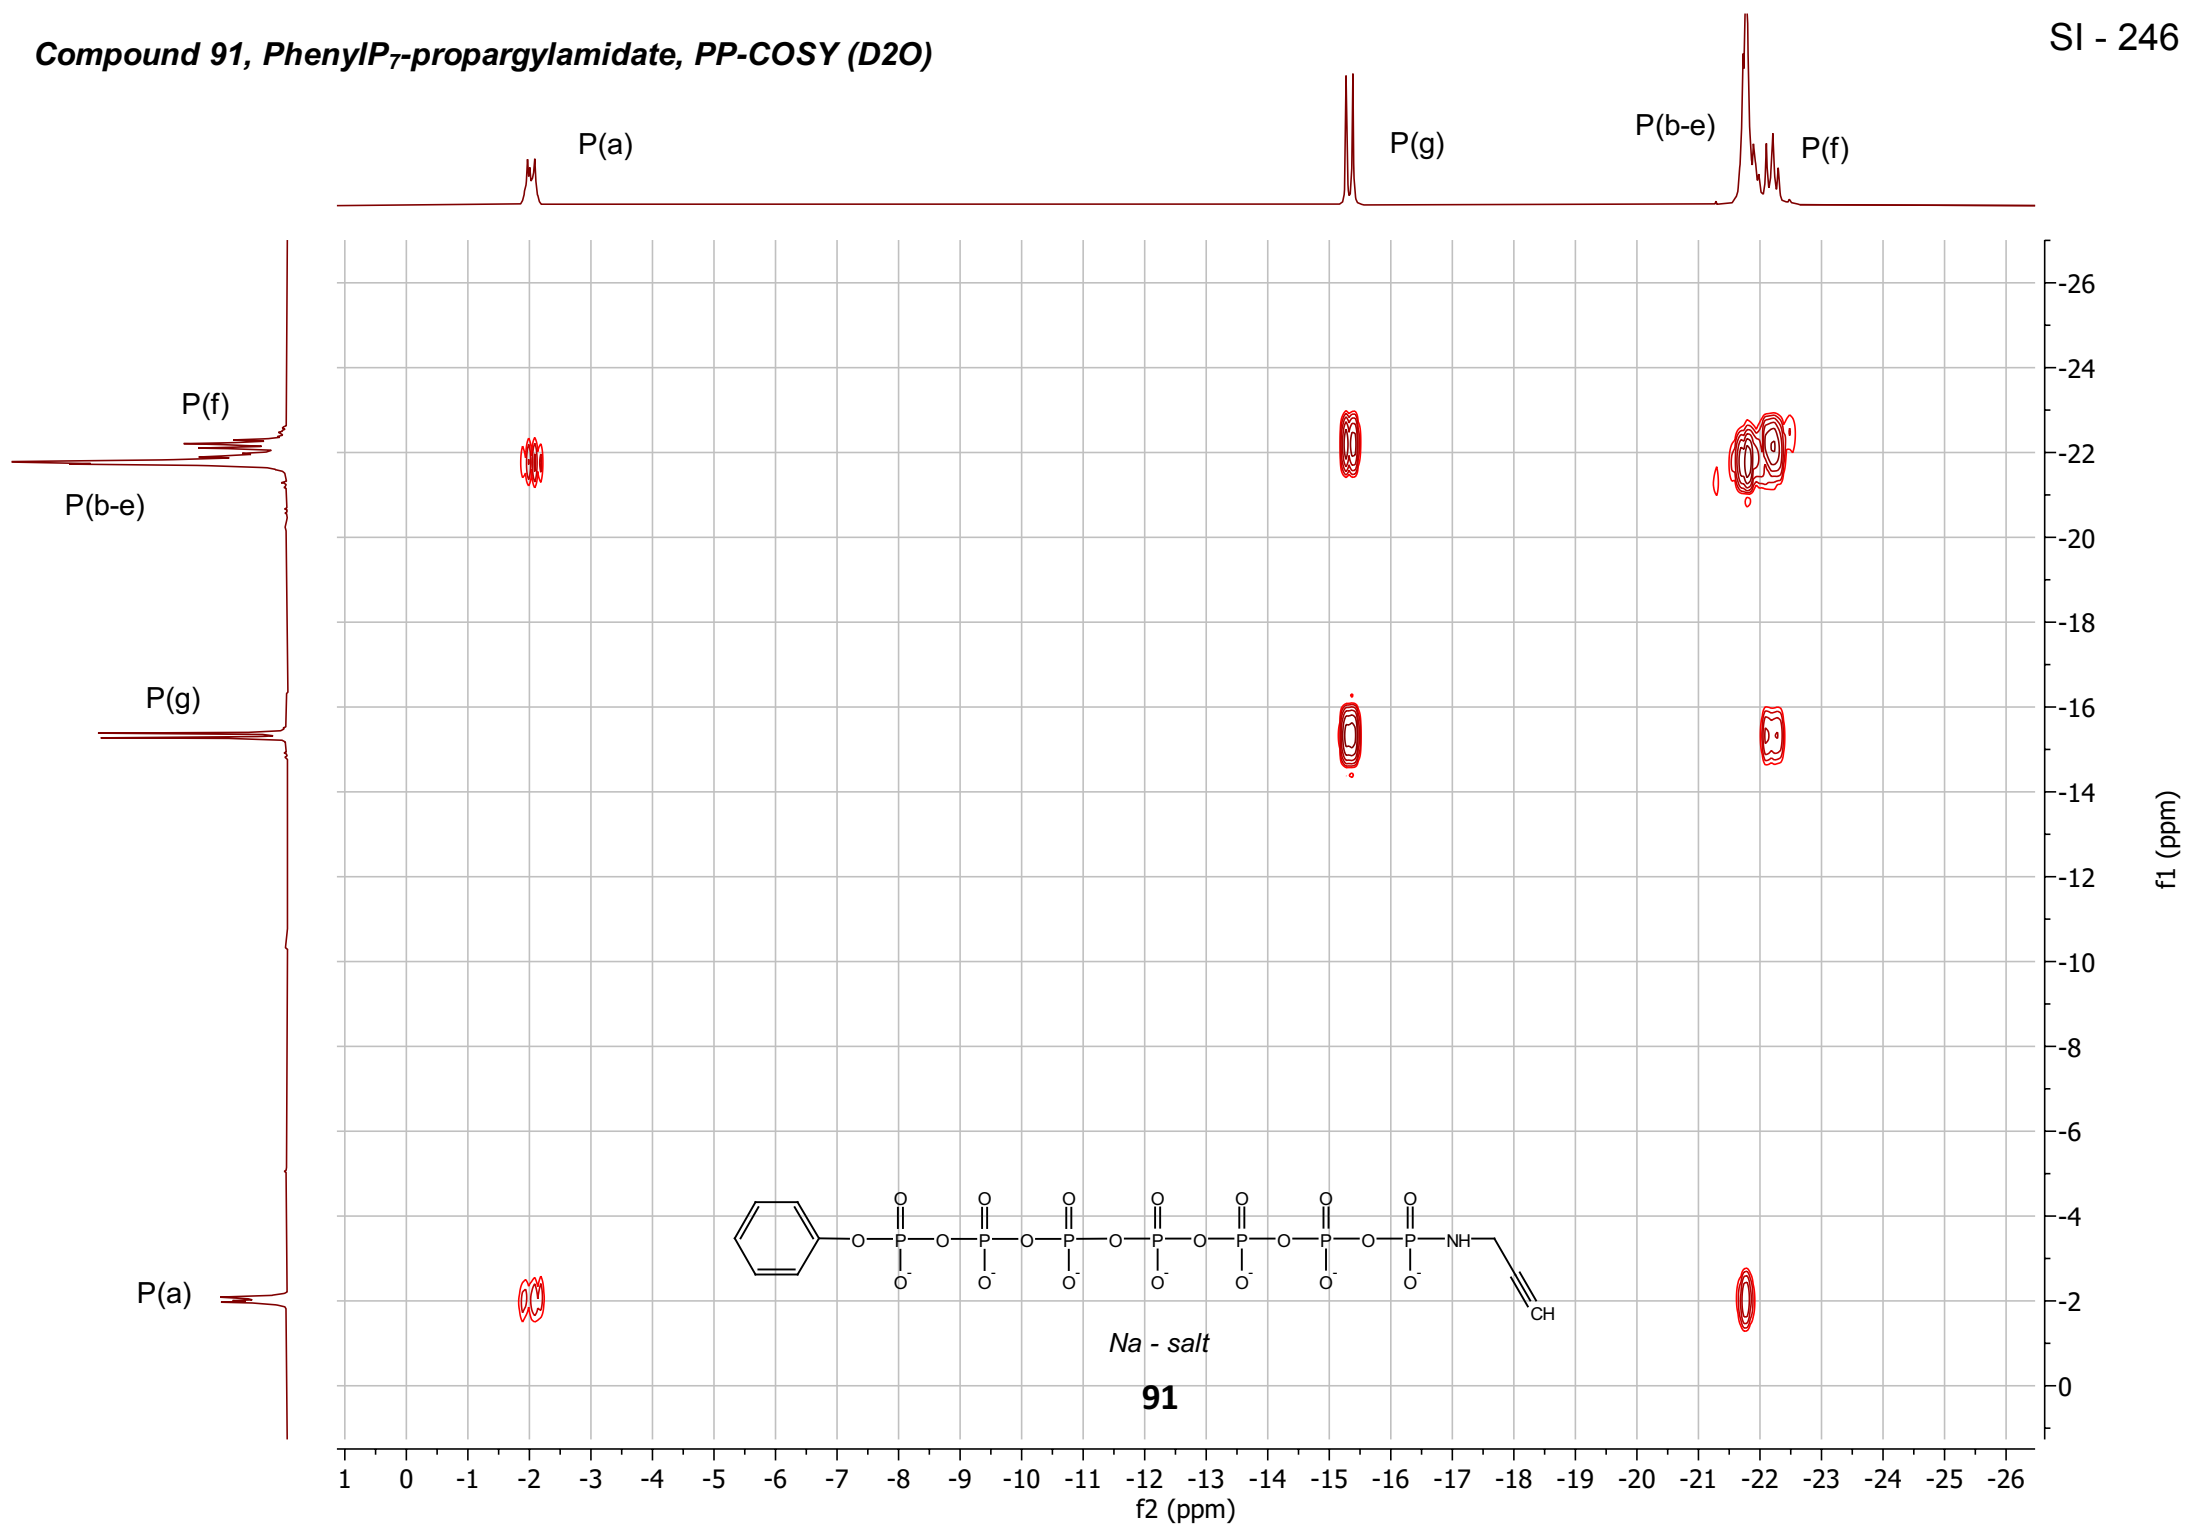 SI - 246
Compound 91, PhenylP₇-propargylamidate, PP-COSY (D2O)
P(a)
P(g)
P(b-e)
P(f)
P(f)
P(b-e)
P(g)
P(a)
-26
-24
-22
-20
-18
-16
-14
-12
-10
-8
-6
-4
-2
0
f1 (ppm)
O O O O O O O
O P O P O P O P O P O P O P NH
O- O- O- O- O- O- O-
CH
Na - salt
91
1 0 -1 -2 -3 -4 -5 -6 -7 -8 -9 -10 -11 -12 -13 -14 -15 -16 -17 -18 -19 -20 -21 -22 -23 -24 -25 -26
f2 (ppm)